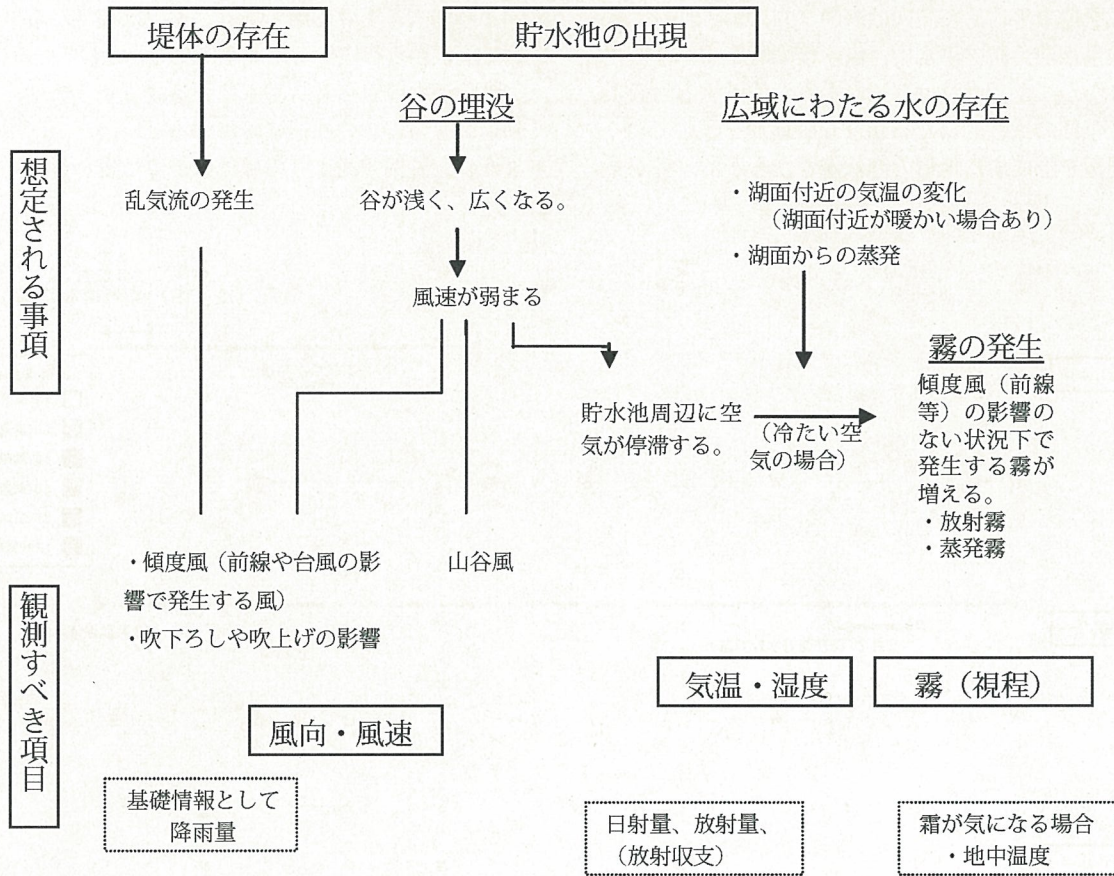 堤体の存在
貯水池の出現
谷の埋没
広域にわたる水の存在
想定される事項
乱気流の発生
谷が浅く、広くなる。
・湖面付近の気温の変化
（湖面付近が暖かい場合あり）
・湖面からの蒸発
風速が弱まる
霧の発生
傾度風（前線
等）の影響の
ない状況下で
発生する霧が
増える。
・放射霧
・蒸発霧
貯水池周辺に空
気が停滞する。
（冷たい空
気の場合）
観測すべき項目
・傾度風（前線や台風の影
響で発生する風）
・吹下ろしや吹上げの影響
山谷風
気温・湿度
霧（視程）
風向・風速
基礎情報として
降雨量
日射量、放射量、
（放射収支）
霜が気になる場合
・地中温度